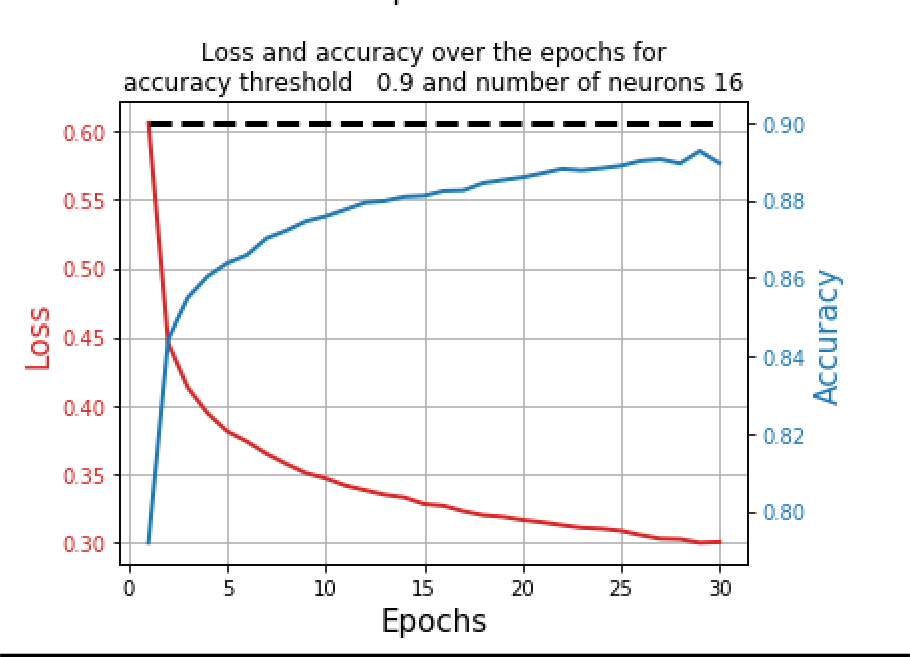 Loss and accuracy over the epochs for
accuracy threshold   0.9 and number of neurons 16
0.60
0.55
0.50
0.45
0.40
0.35
0.30
Loss
0.90
0.88
0.86
0.84
0.82
0.80
Accuracy
0 5 10 15 20 25 30
Epochs